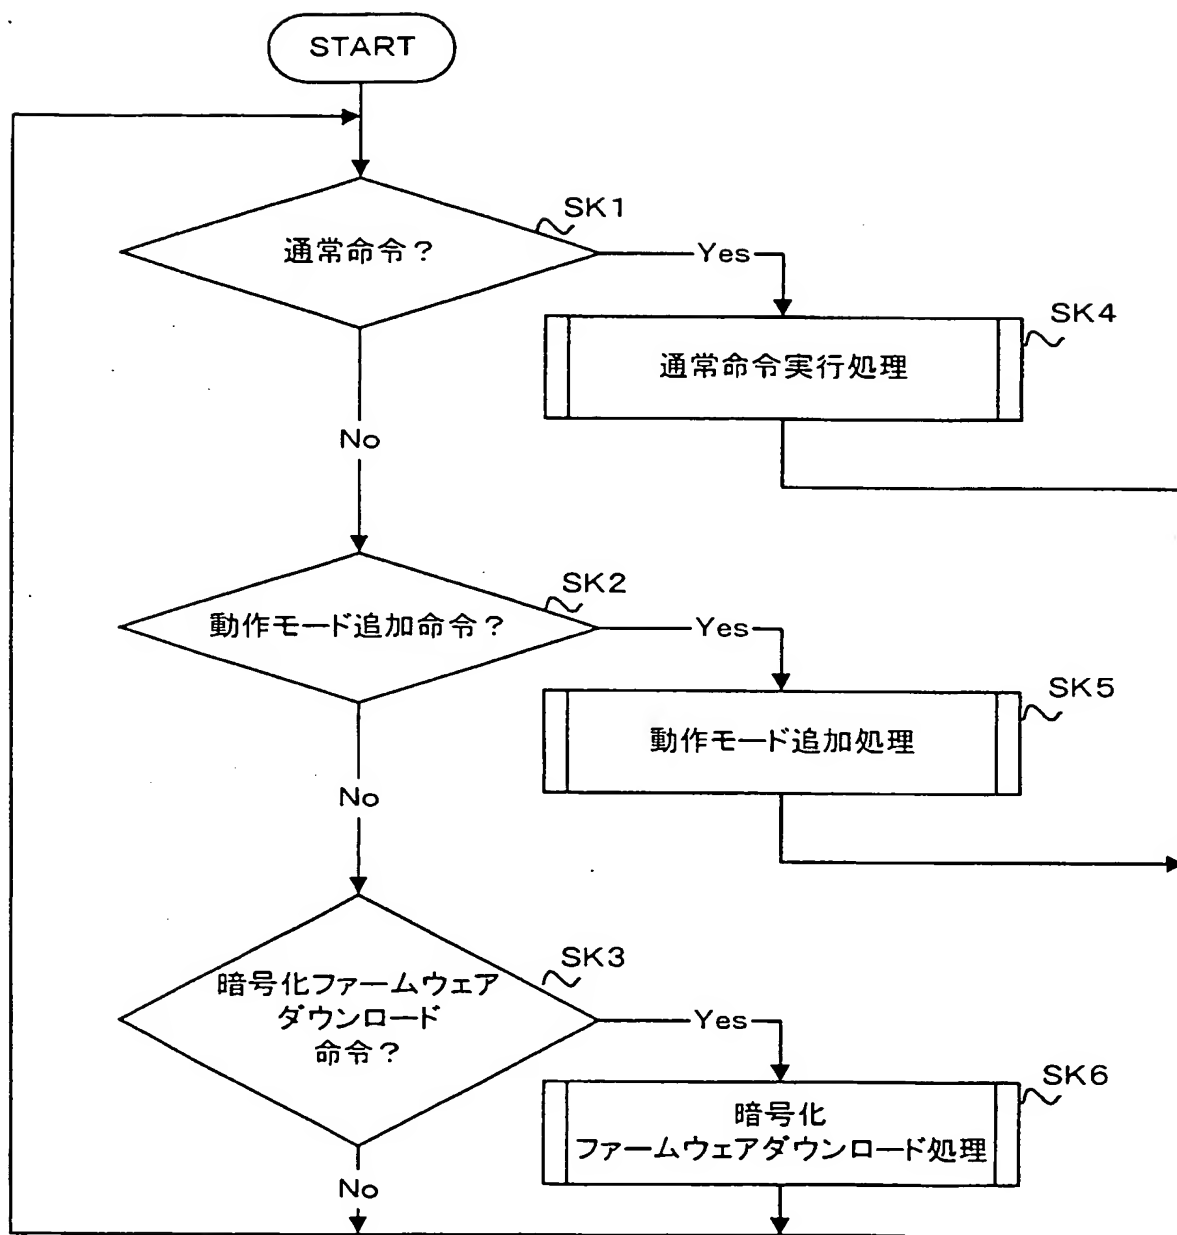 START
SK1
通常命令？
Yes
SK4
通常命令実行処理
No
SK2
動作モード追加命令？
Yes
SK5
動作モード追加処理
No
SK3
暗号化ファームウェア
ダウンロード
命令？
Yes
SK6
暗号化
ファームウェアダウンロード処理
No